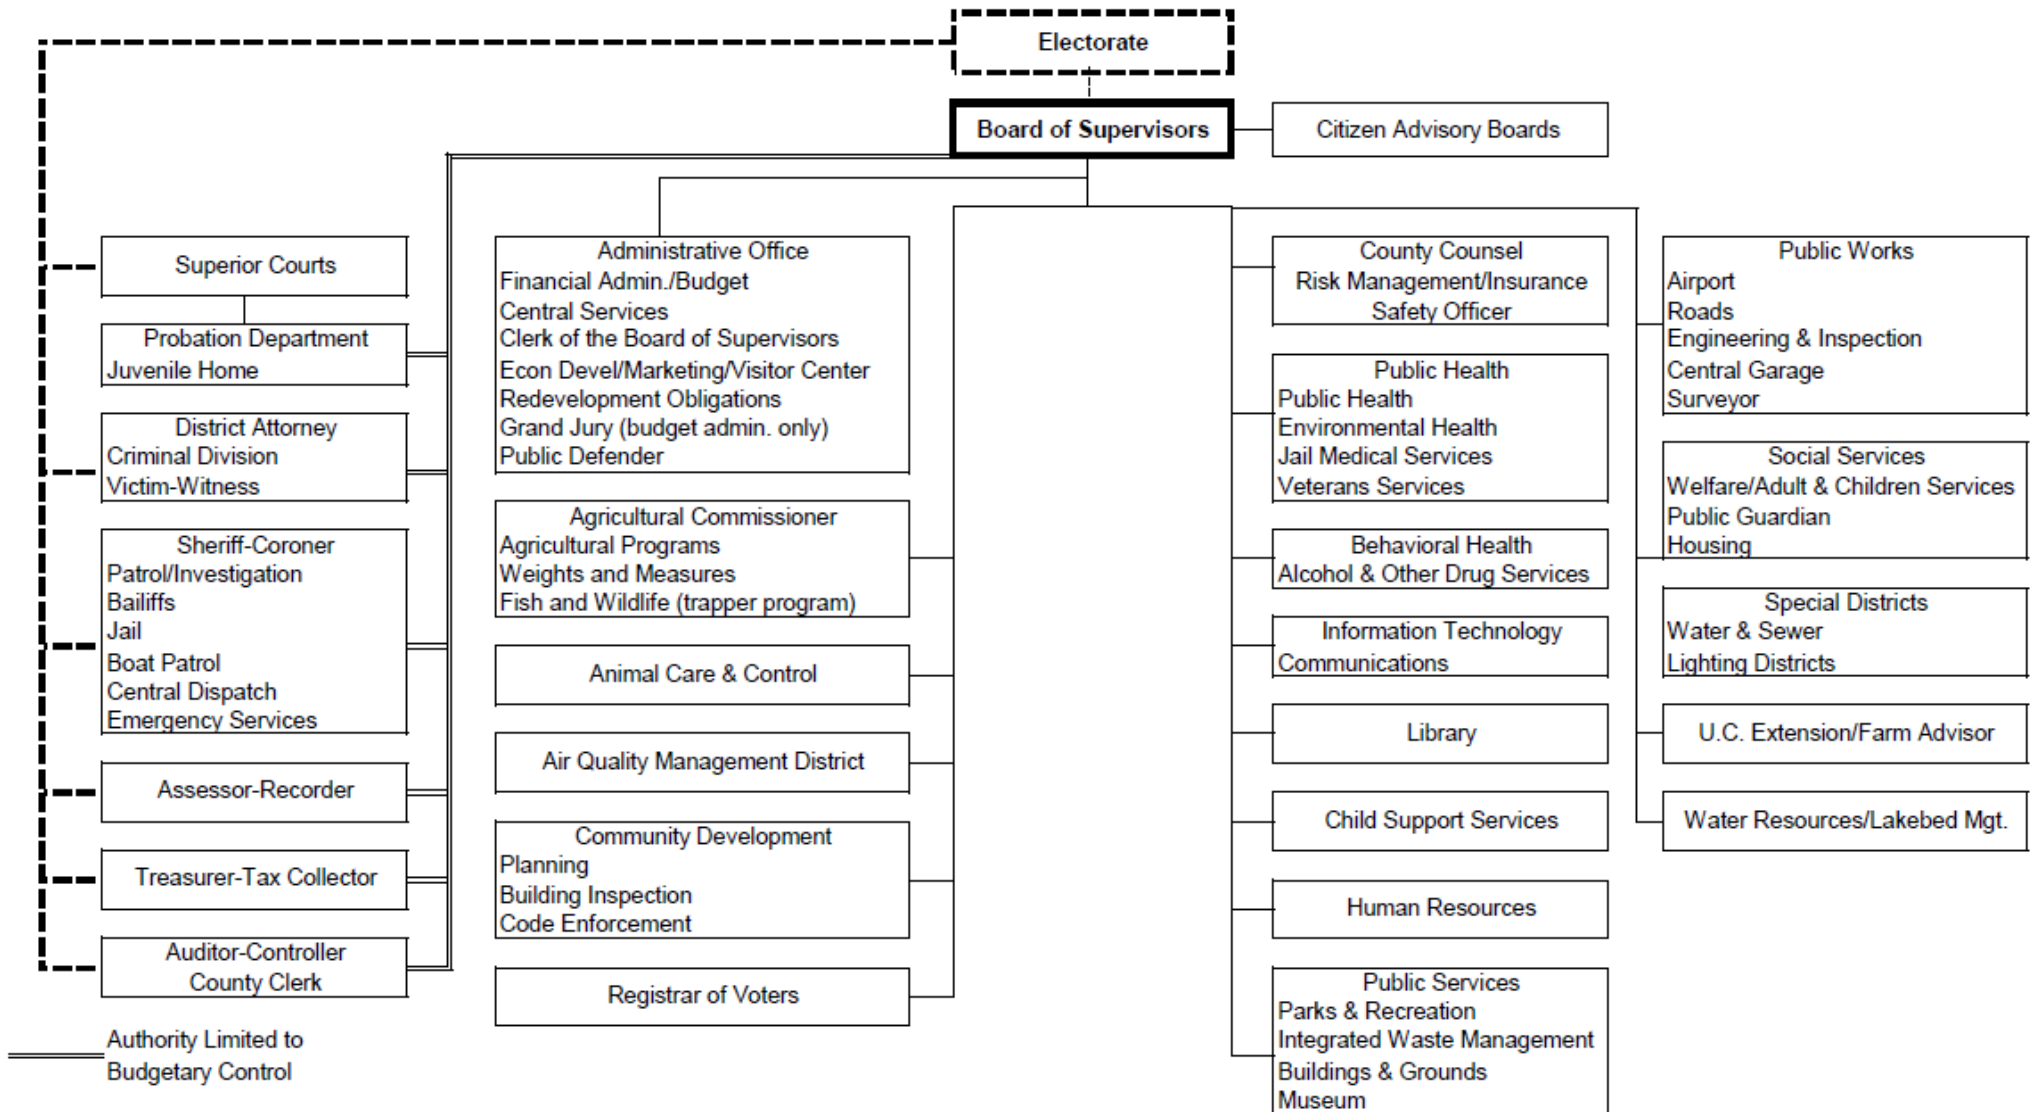 Electorate
Board of Supervisors
Citizen Advisory Boards
Superior Courts
Probation Department
Juvenile Home
District Attorney
Criminal Division
Victim-Witness
Sheriff-Coroner
Patrol/Investigation
Bailiffs
Jail
Boat Patrol
Central Dispatch
Emergency Services
Assessor-Recorder
Treasurer-Tax Collector
Auditor-Controller
County Clerk
Authority Limited to
Budgetary Control
Administrative Office
Financial Admin./Budget
Central Services
Clerk of the Board of Supervisors
Econ Devel/Marketing/Visitor Center
Redevelopment Obligations
Grand Jury (budget admin. only)
Public Defender
Agricultural Commissioner
Agricultural Programs
Weights and Measures
Fish and Wildlife (trapper program)
Animal Care & Control
Air Quality Management District
Community Development
Planning
Building Inspection
Code Enforcement
Registrar of Voters
County Counsel
Risk Management/Insurance
Safety Officer
Public Health
Public Health
Environmental Health
Jail Medical Services
Veterans Services
Behavioral Health
Alcohol & Other Drug Services
Information Technology
Communications
Library
Child Support Services
Human Resources
Public Services
Parks & Recreation
Integrated Waste Management
Buildings & Grounds
Museum
Public Works
Airport
Roads
Engineering & Inspection
Central Garage
Surveyor
Social Services
Welfare/Adult & Children Services
Public Guardian
Housing
Special Districts
Water & Sewer
Lighting Districts
U.C. Extension/Farm Advisor
Water Resources/Lakebed Mgt.